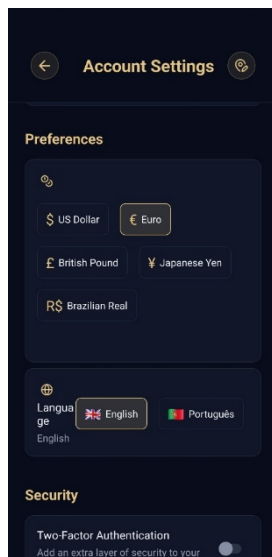 Account Settings
Preferences
$ US Dollar
€ Euro
£ British Pound
¥ Japanese Yen
R$ Brazilian Real
Langua
ge
English
Português
English
Security
Two-Factor Authentication
Add an extra layer of security to your